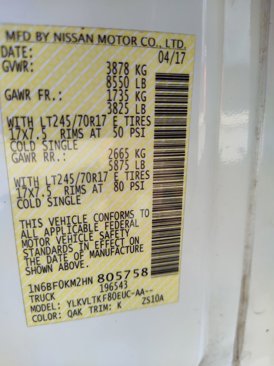 MFD BY NISSAN MOTOR CO., LTD.
DATE: 04/17
GVWR: 3878 KG
8550 LB
GAWR FR.: 1735 KG
3825 LB
WITH LT245/70R17 E TIRES
17X7.5 RIMS AT 50 PSI
COLD SINGLE
GAWR RR.: 2665 KG
5875 LB
WITH LT245/70R17 E TIRES
17X7.5 RIMS AT 80 PSI
COLD SINGLE
THIS VEHICLE CONFORMS TO
ALL APPLICABLE FEDERAL
MOTOR VEHICLE SAFETY
STANDARDS IN EFFECT ON
THE DATE OF MANUFACTURE
SHOWN ABOVE.
1N6BF0KM2HN 805758
TRUCK 196543
MODEL: YLKVLTKF80EUC-AA--
COLOR: QAK TRIM: K ZS10A